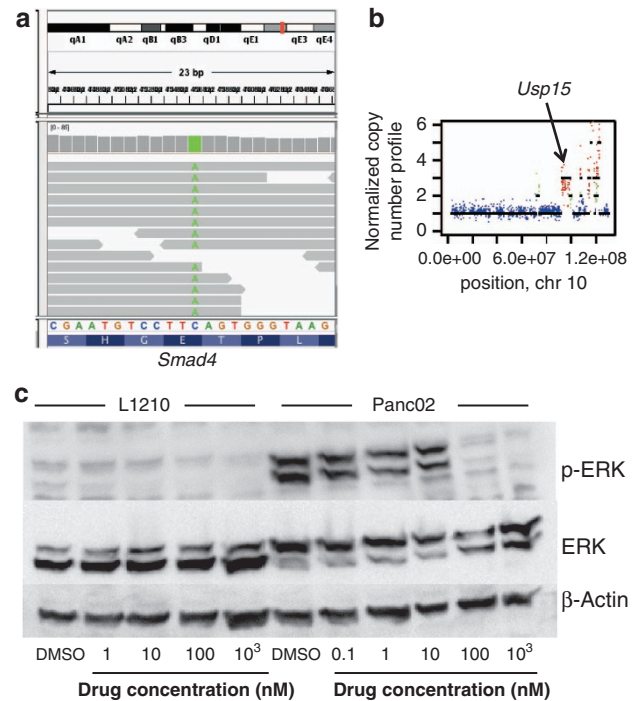 a
qA1 qA2 qB1 qB3 qD1 qE1 qE3 qE4
23 bp
[0 - 86]
A
A
A
A
A
A
A
A
A
A
A
A
C G A A T G T C C T T C A G T G G G T A A G
S H G E T P L
Smad4
b
Usp15
Normalized copy
number profile
6
4
2
0
0.0e+00 6.0e+07 1.2e+08
position, chr 10
c
L1210 Panc02
p-ERK
ERK
β-Actin
DMSO 1 10 100 10³ DMSO 0.1 1 10 100 10³
Drug concentration (nM) Drug concentration (nM)